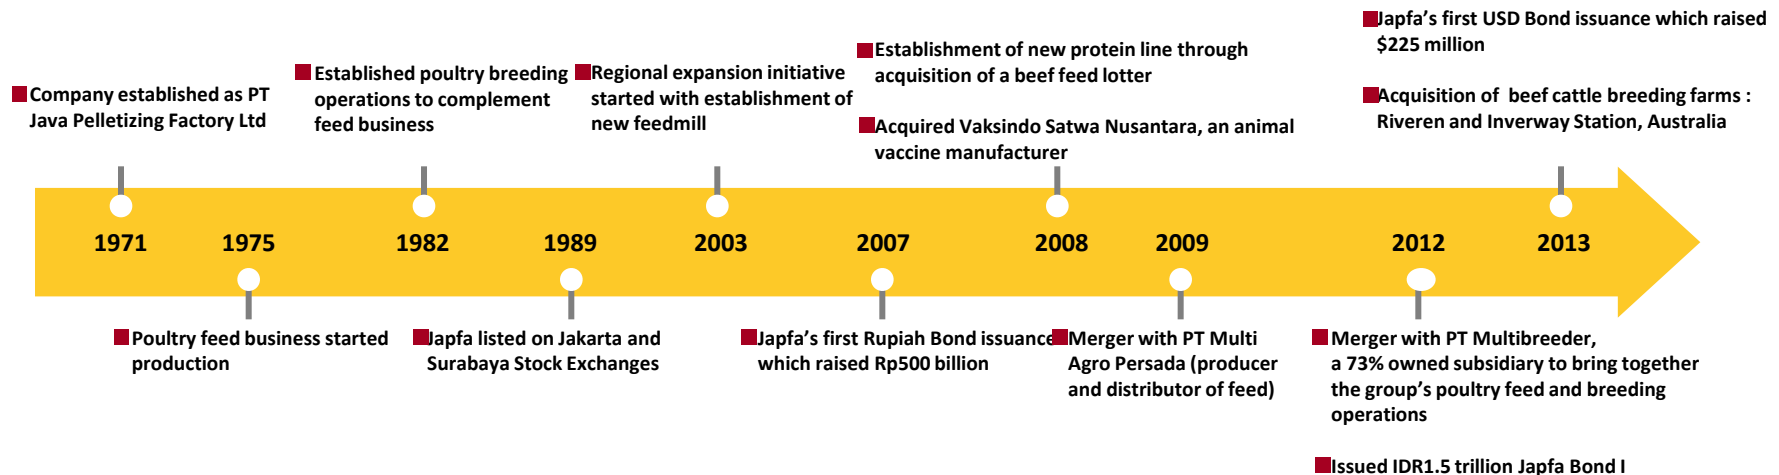 Company established as PT
Java Pelletizing Factory Ltd
Established poultry breeding
operations to complement
feed business
Regional expansion initiative
started with establishment of
new feedmill
Establishment of new protein line through
acquisition of a beef feed lotter
Acquired Vaksindo Satwa Nusantara, an animal
vaccine manufacturer
Japfa’s first USD Bond issuance which raised
$225 million
Acquisition of beef cattle breeding farms :
Riveren and Inverway Station, Australia
1971
1975
1982
1989
2003
2007
2008
2009
2012
2013
Poultry feed business started
production
Japfa listed on Jakarta and
Surabaya Stock Exchanges
Japfa’s first Rupiah Bond issuance
which raised Rp500 billion
Merger with PT Multi
Agro Persada (producer
and distributor of feed)
Merger with PT Multibreeder,
a 73% owned subsidiary to bring together
the group’s poultry feed and breeding
operations
Issued IDR1.5 trillion Japfa Bond I